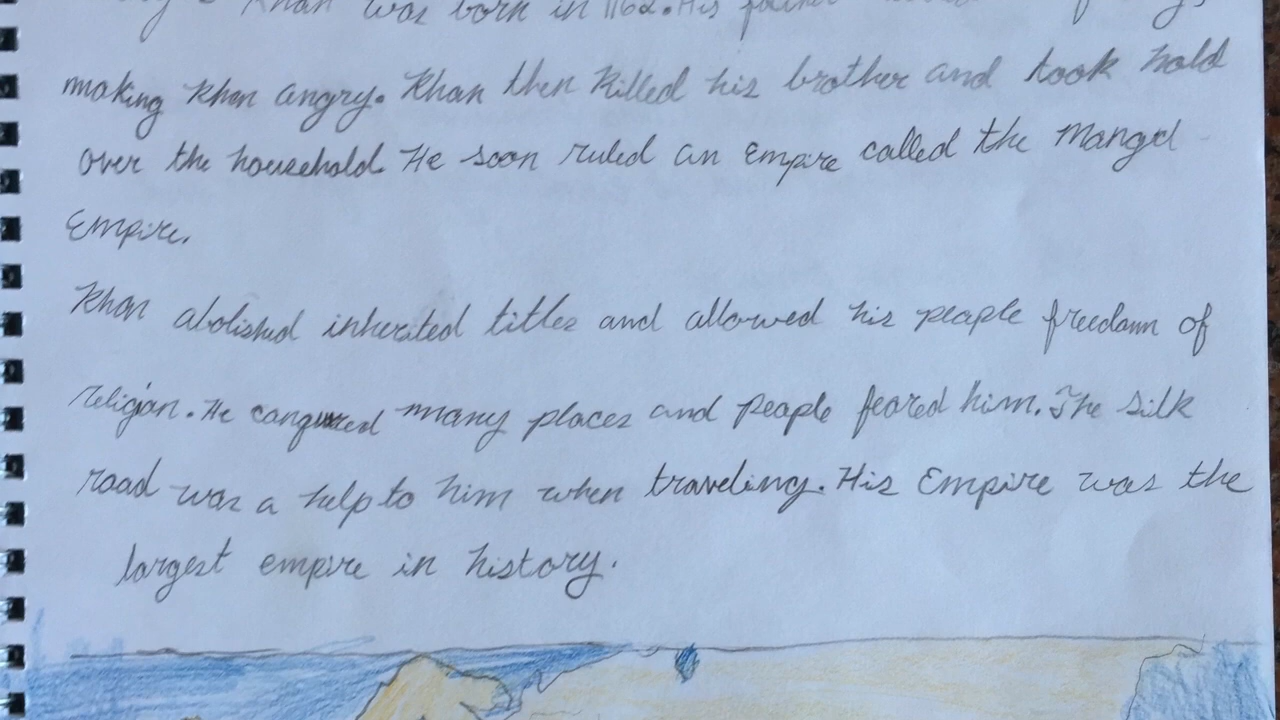 Khan was born in 1162. His father
making Khan angry. Khan then killed his brother and took hold
over the household. He soon ruled an Empire called the Mangol
Empire.
Khan abolished inherited titles and allowed his people freedom of
religion. He conqured many places and people feared him. The silk
road was a help to him when traveling. His Empire was the
largest empire in history.